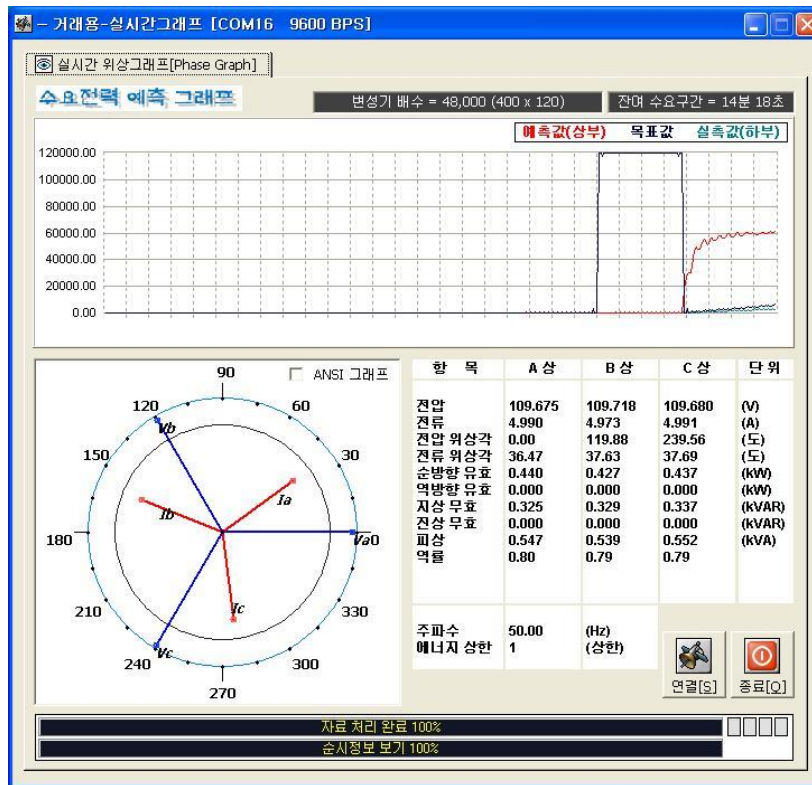 – 거래용-실시간그래프 [COM16 9600 BPS]
실시간 위상그래프[Phase Graph]
수요전력 예측 그래프
변성기 배수 = 48,000 (400 x 120)
잔여 수요구간 = 14분 18초
예측값(상부) 목표값 실측값(하부)
120000.00
100000.00
80000.00
60000.00
40000.00
20000.00
0.00
ANSI 그래프
90
120
60
Vb
150
30
Ia
Ib
180
Va0
210
330
Ic
Vc
240
300
270
항 목 A 상 B 상 C 상 단 위
전압 109.675 109.718 109.680 (V)
전류 4.990 4.973 4.991 (A)
전압 위상각 0.00 119.88 239.56 (도)
전류 위상각 36.47 37.63 37.69 (도)
순방향 유효 0.440 0.427 0.437 (kW)
역방향 유효 0.000 0.000 0.000 (kW)
지상 무효 0.325 0.329 0.337 (kVAR)
진상 무효 0.000 0.000 0.000 (kVAR)
피상 0.547 0.539 0.552 (kVA)
역률 0.80 0.79 0.79
주파수 50.00 (Hz)
에너지 상한 1 (상한)
연결[S]
종료[Q]
자료 처리 완료 100%
순시정보 보기 100%